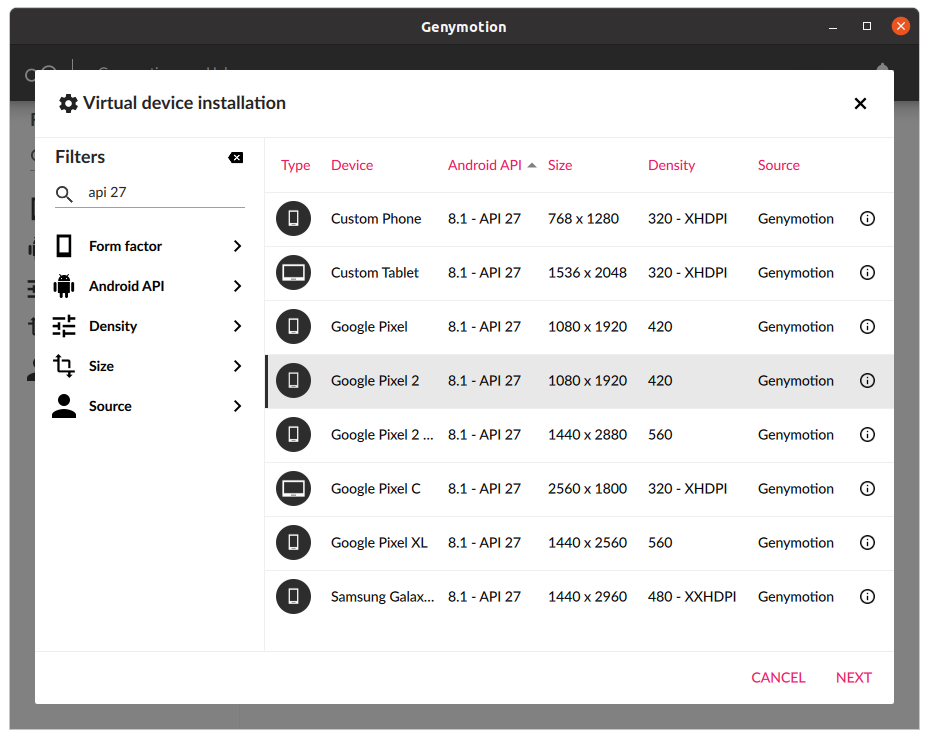 Genymotion
Virtual device installation
Filters
api 27
Form factor
Android API
Density
Size
Source
Type Device Android API Size Density Source
Custom Phone 8.1 - API 27 768 x 1280 320 - XHDPI Genymotion
Custom Tablet 8.1 - API 27 1536 x 2048 320 - XHDPI Genymotion
Google Pixel 8.1 - API 27 1080 x 1920 420 Genymotion
Google Pixel 2 8.1 - API 27 1080 x 1920 420 Genymotion
Google Pixel 2 ... 8.1 - API 27 1440 x 2880 560 Genymotion
Google Pixel C 8.1 - API 27 2560 x 1800 320 - XHDPI Genymotion
Google Pixel XL 8.1 - API 27 1440 x 2560 560 Genymotion
Samsung Galax... 8.1 - API 27 1440 x 2960 480 - XXHDPI Genymotion
CANCEL NEXT